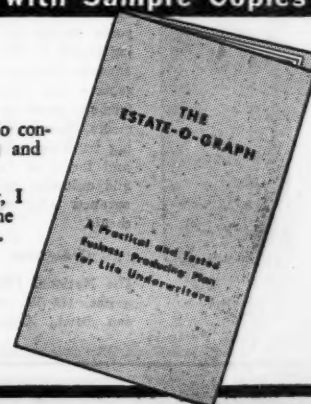 with Sample Copies
o con-
and
, I
he
THE
ESTATE-O-GRAPH
A Practical and Tested
Business Producing Plan
for Life Underwriters